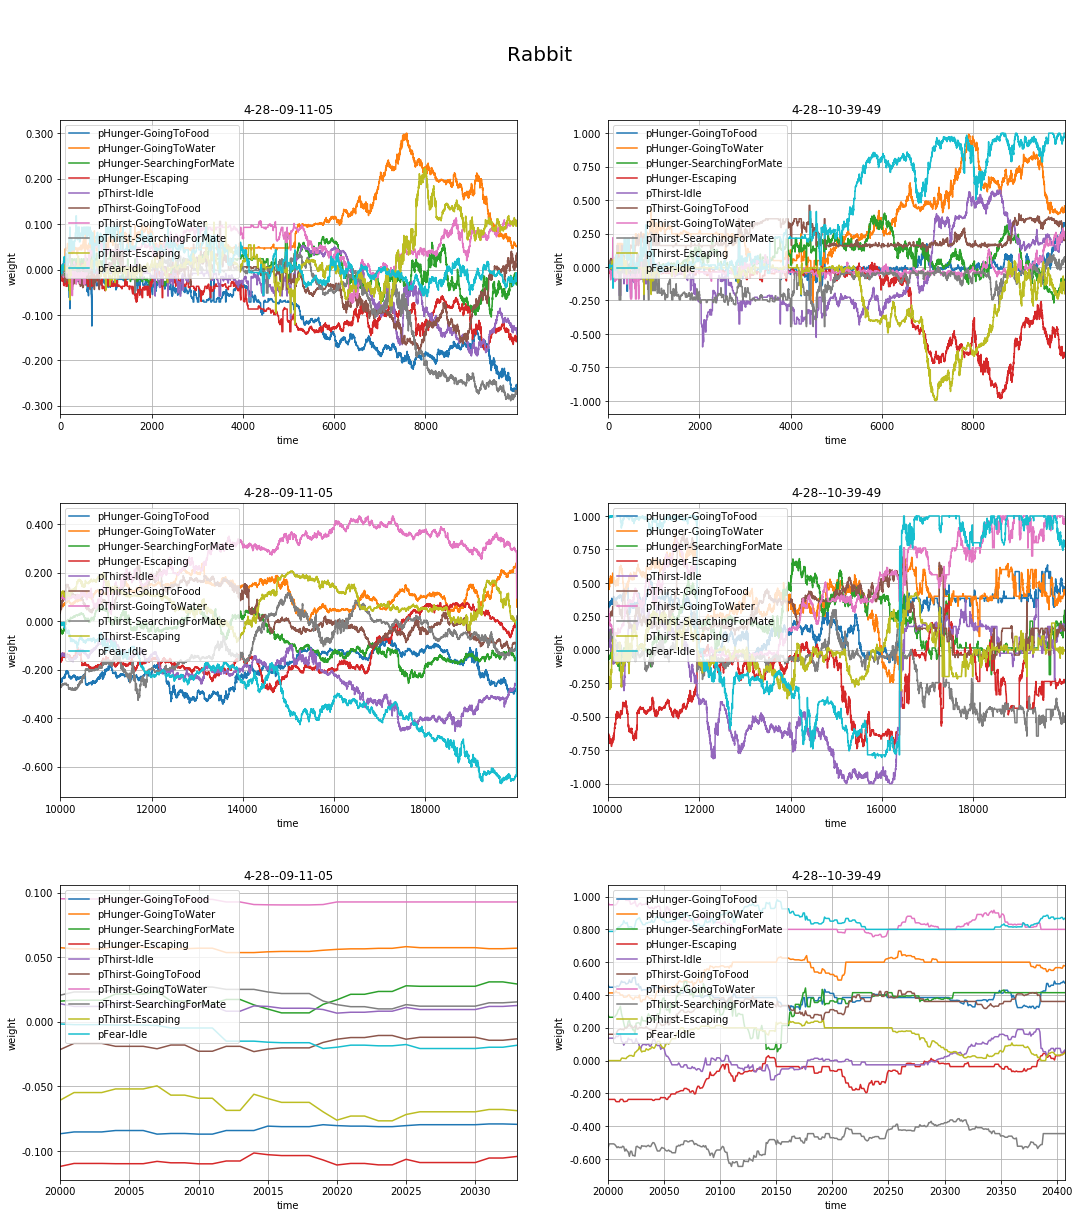 Rabbit
4-28--09-11-05
0.300
0.200
0.100
0.000
-0.100
-0.200
-0.300
weight
pHunger-GoingToFood
pHunger-GoingToWater
pHunger-SearchingForMate
pHunger-Escaping
pThirst-Idle
pThirst-GoingToFood
pThirst-GoingToWater
pThirst-SearchingForMate
pThirst-Escaping
pFear-Idle
0 2000 4000 6000 8000
time
4-28--10-39-49
1.000
0.750
0.500
0.250
0.000
-0.250
-0.500
-0.750
-1.000
weight
pHunger-GoingToFood
pHunger-GoingToWater
pHunger-SearchingForMate
pHunger-Escaping
pThirst-Idle
pThirst-GoingToFood
pThirst-GoingToWater
pThirst-SearchingForMate
pThirst-Escaping
pFear-Idle
0 2000 4000 6000 8000
time
4-28--09-11-05
0.400
0.200
0.000
-0.200
-0.400
-0.600
weight
pHunger-GoingToFood
pHunger-GoingToWater
pHunger-SearchingForMate
pHunger-Escaping
pThirst-Idle
pThirst-GoingToFood
pThirst-GoingToWater
pThirst-SearchingForMate
pThirst-Escaping
pFear-Idle
10000 12000 14000 16000 18000
time
4-28--10-39-49
1.000
0.750
0.500
0.250
0.000
-0.250
-0.500
-0.750
-1.000
weight
pHunger-GoingToFood
pHunger-GoingToWater
pHunger-SearchingForMate
pHunger-Escaping
pThirst-Idle
pThirst-GoingToFood
pThirst-GoingToWater
pThirst-SearchingForMate
pThirst-Escaping
pFear-Idle
10000 12000 14000 16000 18000
time
4-28--09-11-05
0.100
0.050
0.000
-0.050
-0.100
weight
pHunger-GoingToFood
pHunger-GoingToWater
pHunger-SearchingForMate
pHunger-Escaping
pThirst-Idle
pThirst-GoingToFood
pThirst-GoingToWater
pThirst-SearchingForMate
pThirst-Escaping
pFear-Idle
20000 20005 20010 20015 20020 20025 20030
time
4-28--10-39-49
1.000
0.800
0.600
0.400
0.200
0.000
-0.200
-0.400
-0.600
weight
pHunger-GoingToFood
pHunger-GoingToWater
pHunger-SearchingForMate
pHunger-Escaping
pThirst-Idle
pThirst-GoingToFood
pThirst-GoingToWater
pThirst-SearchingForMate
pThirst-Escaping
pFear-Idle
20000 20050 20100 20150 20200 20250 20300 20350 20400
time